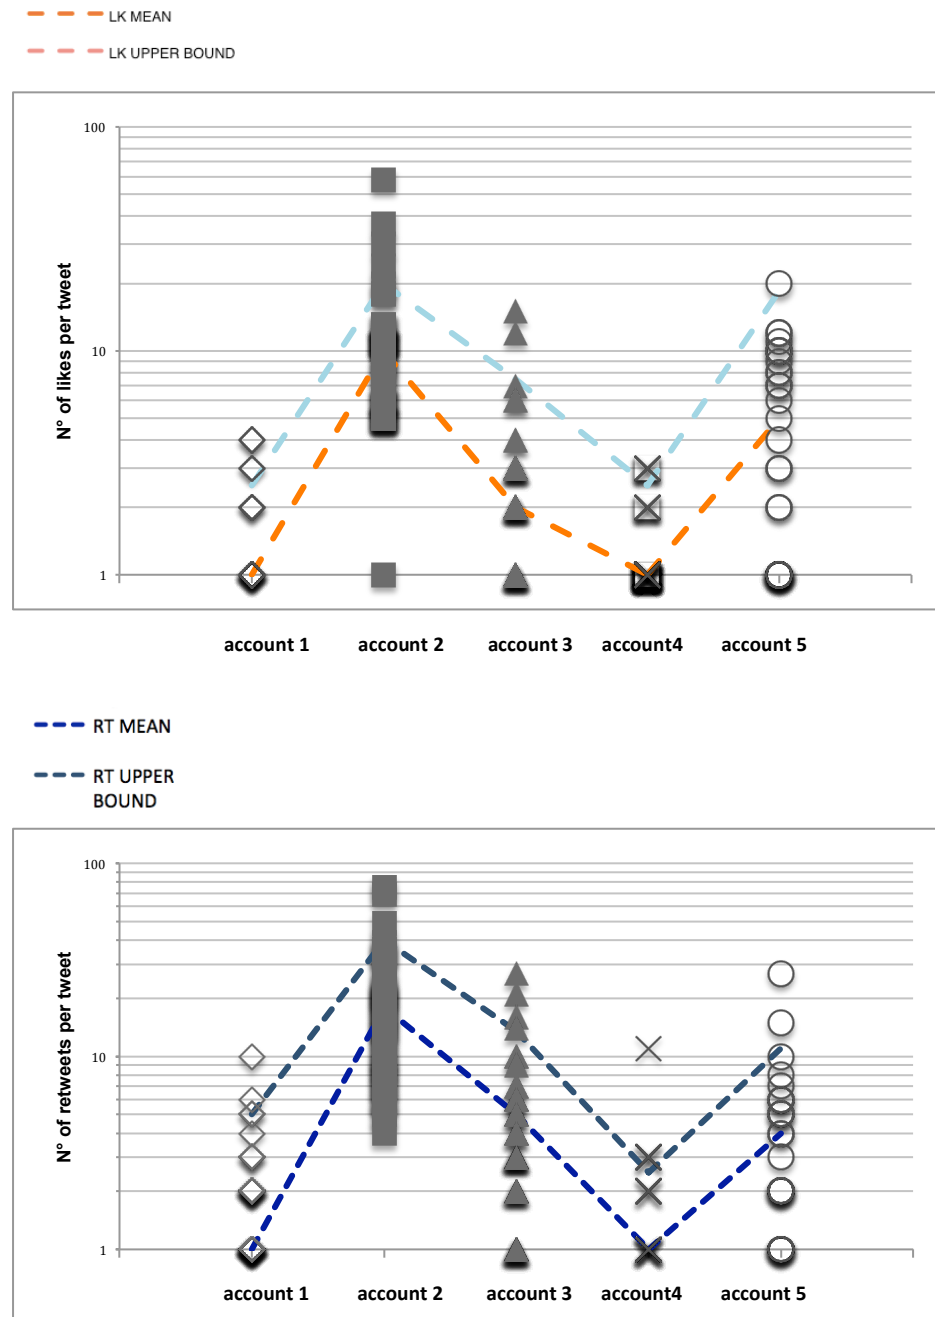 LK MEAN
LK UPPER BOUND
100
10
1
N° of likes per tweet
account 1 account 2 account 3 account4 account 5
RT MEAN
RT UPPER
BOUND
100
10
1
N° of retweets per tweet
account 1 account 2 account 3 account4 account 5